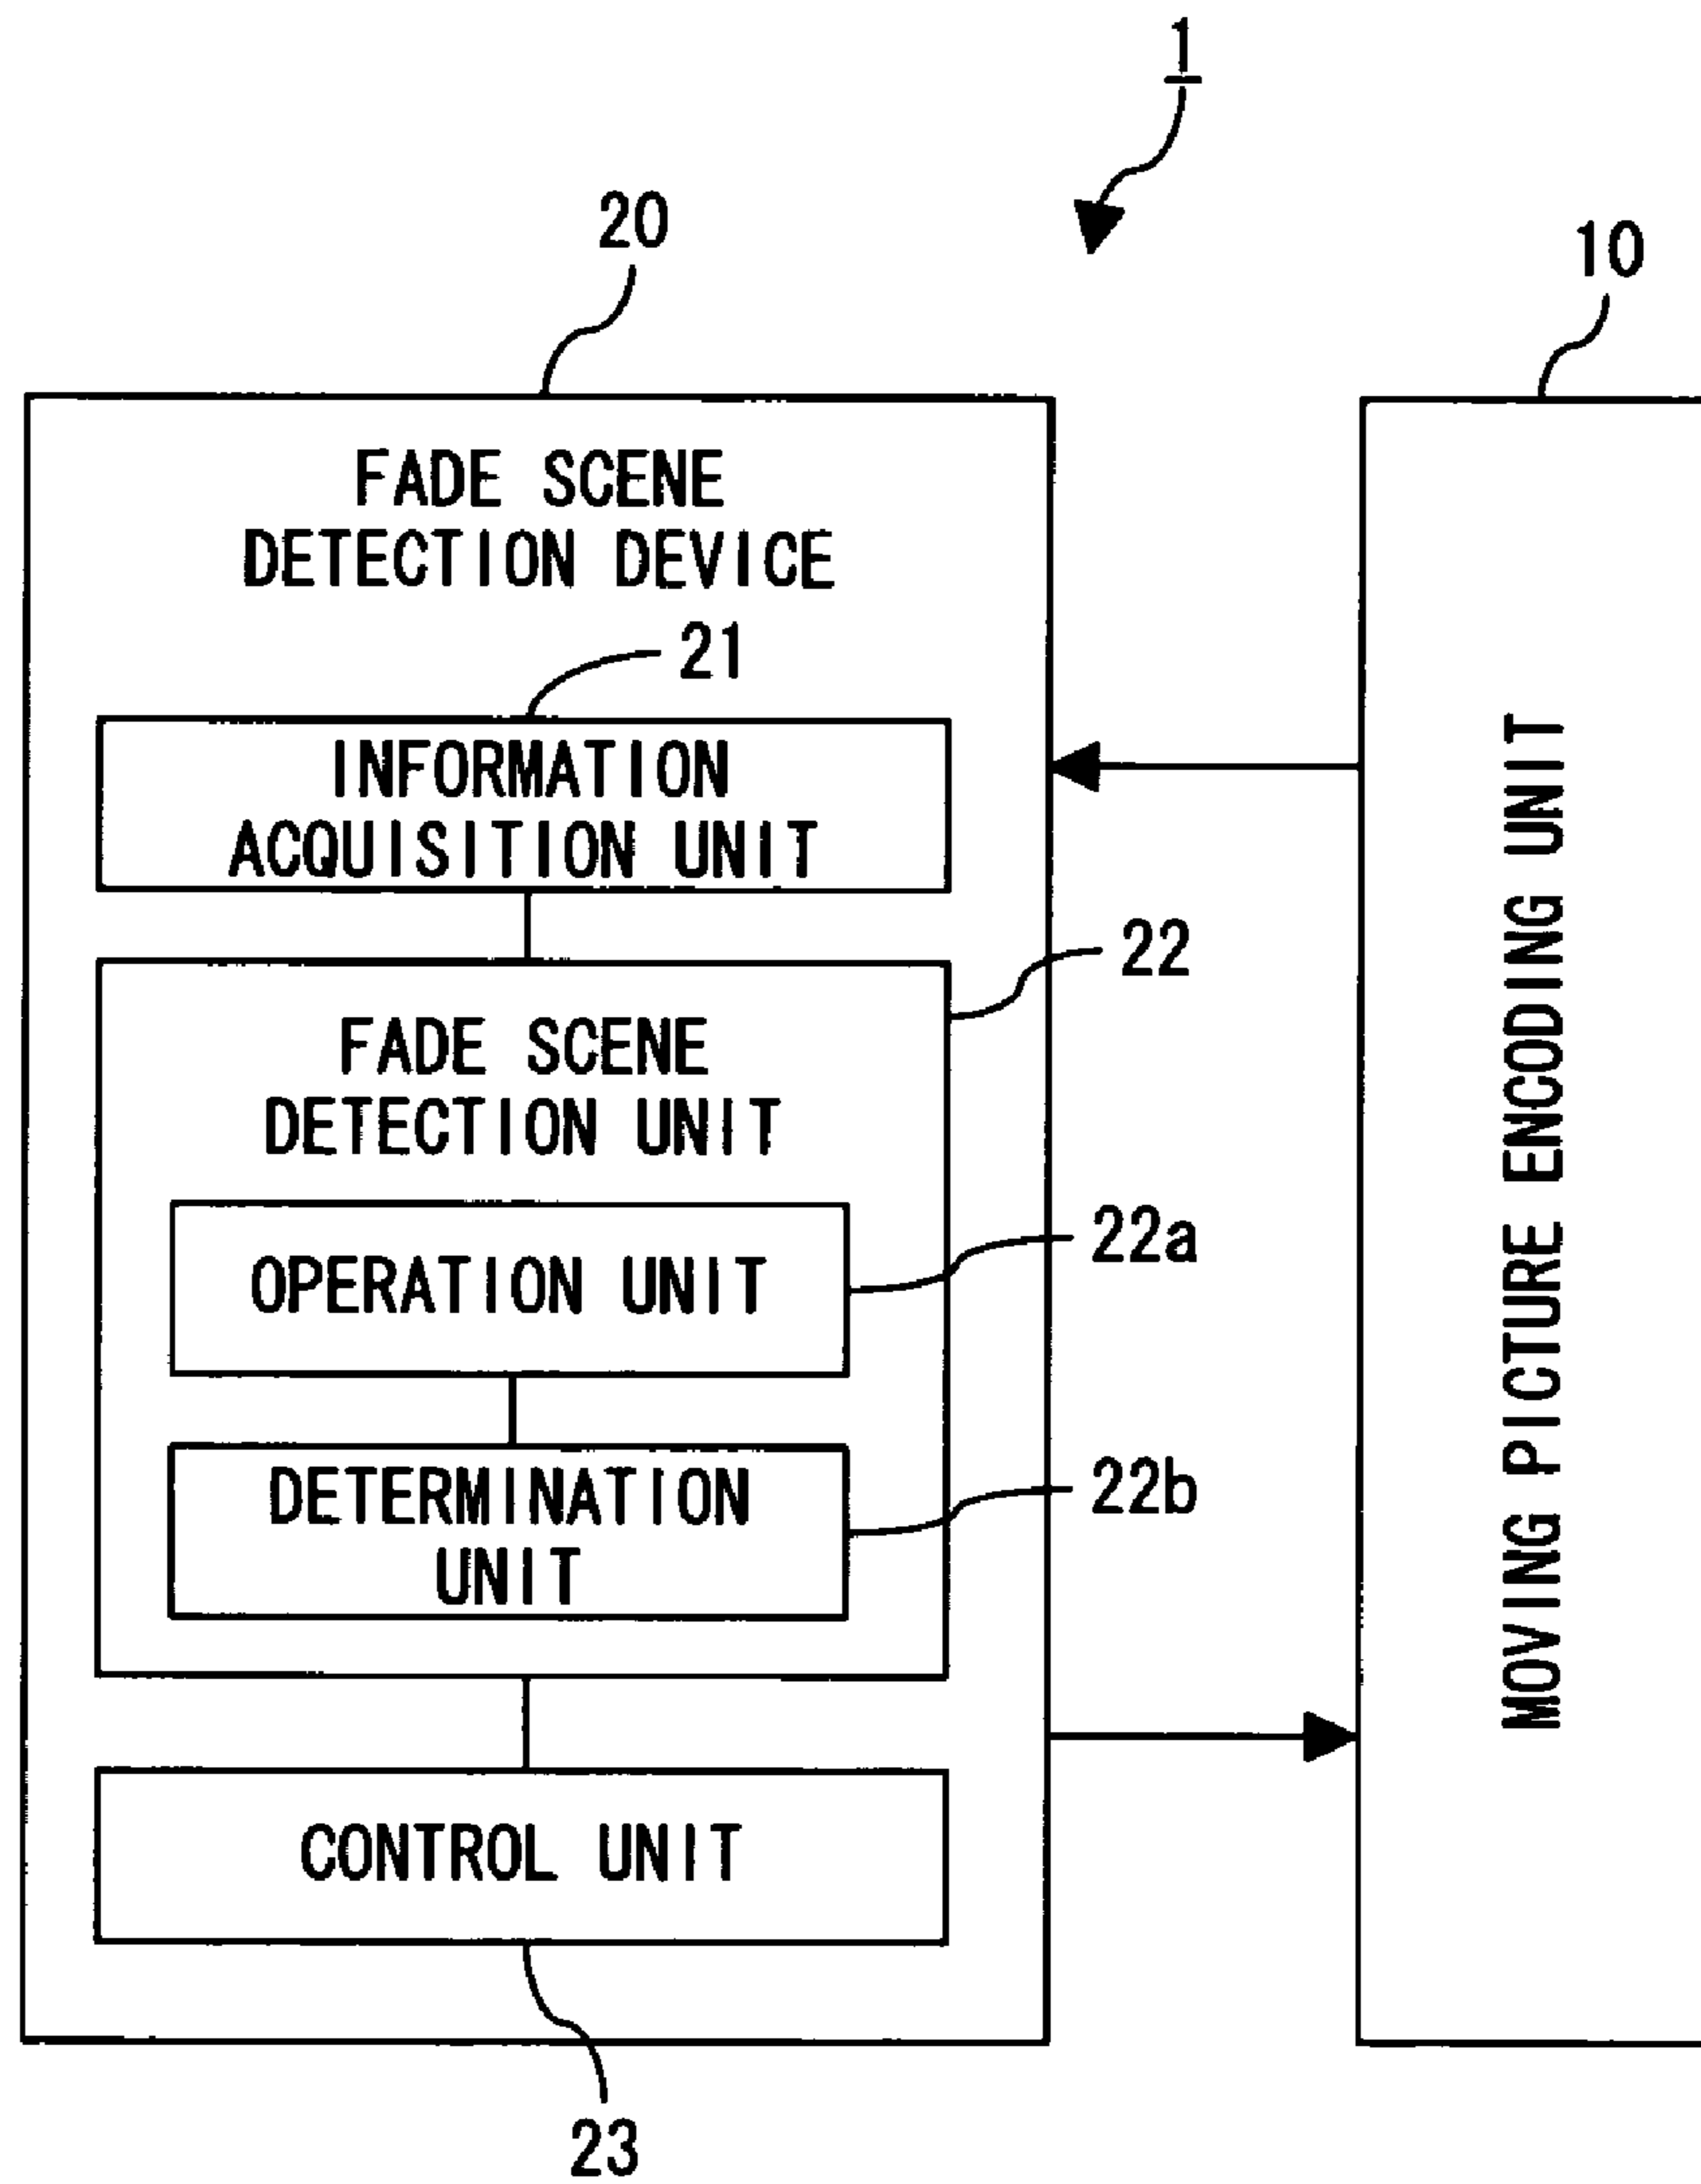 1
20
10
FADE SCENE
DETECTION DEVICE
21
INFORMATION
ACQUISITION UNIT
22
FADE SCENE
DETECTION UNIT
OPERATION UNIT
22a
DETERMINATION
UNIT
22b
MOVING PICTURE ENCODING UNIT
CONTROL UNIT
23